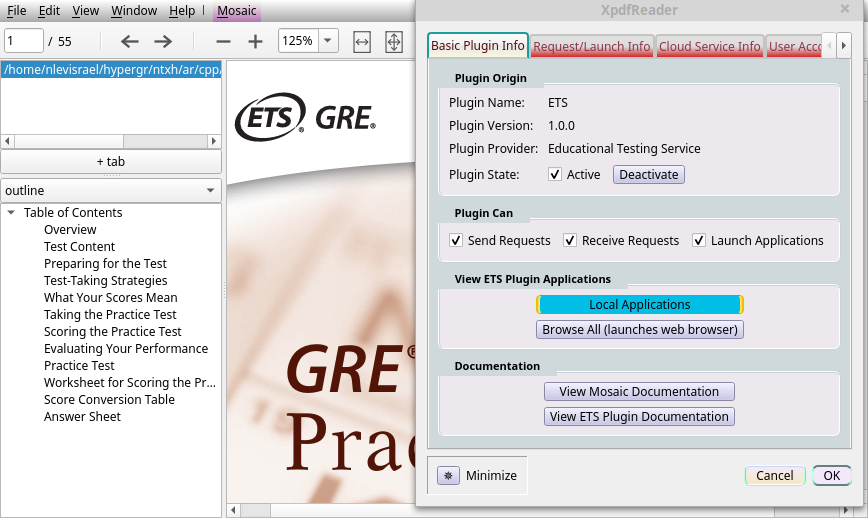 File Edit View Window Help Mosaic
1 / 55
125%
/home/nlevisrael/hypergr/ntxh/ar/cpp/
+ tab
outline
Table of Contents
Overview
Test Content
Preparing for the Test
Test-Taking Strategies
What Your Scores Mean
Taking the Practice Test
Scoring the Practice Test
Evaluating Your Performance
Practice Test
Worksheet for Scoring the Pr...
Score Conversion Table
Answer Sheet
ETS® GRE®
GRE®
Prac
XpdfReader
Basic Plugin Info Request/Launch Info Cloud Service Info User Acco
Plugin Origin
Plugin Name: ETS
Plugin Version: 1.0.0
Plugin Provider: Educational Testing Service
Plugin State: Active Deactivate
Plugin Can
Send Requests Receive Requests Launch Applications
View ETS Plugin Applications
Local Applications
Browse All (launches web browser)
Documentation
View Mosaic Documentation
View ETS Plugin Documentation
Minimize
Cancel OK